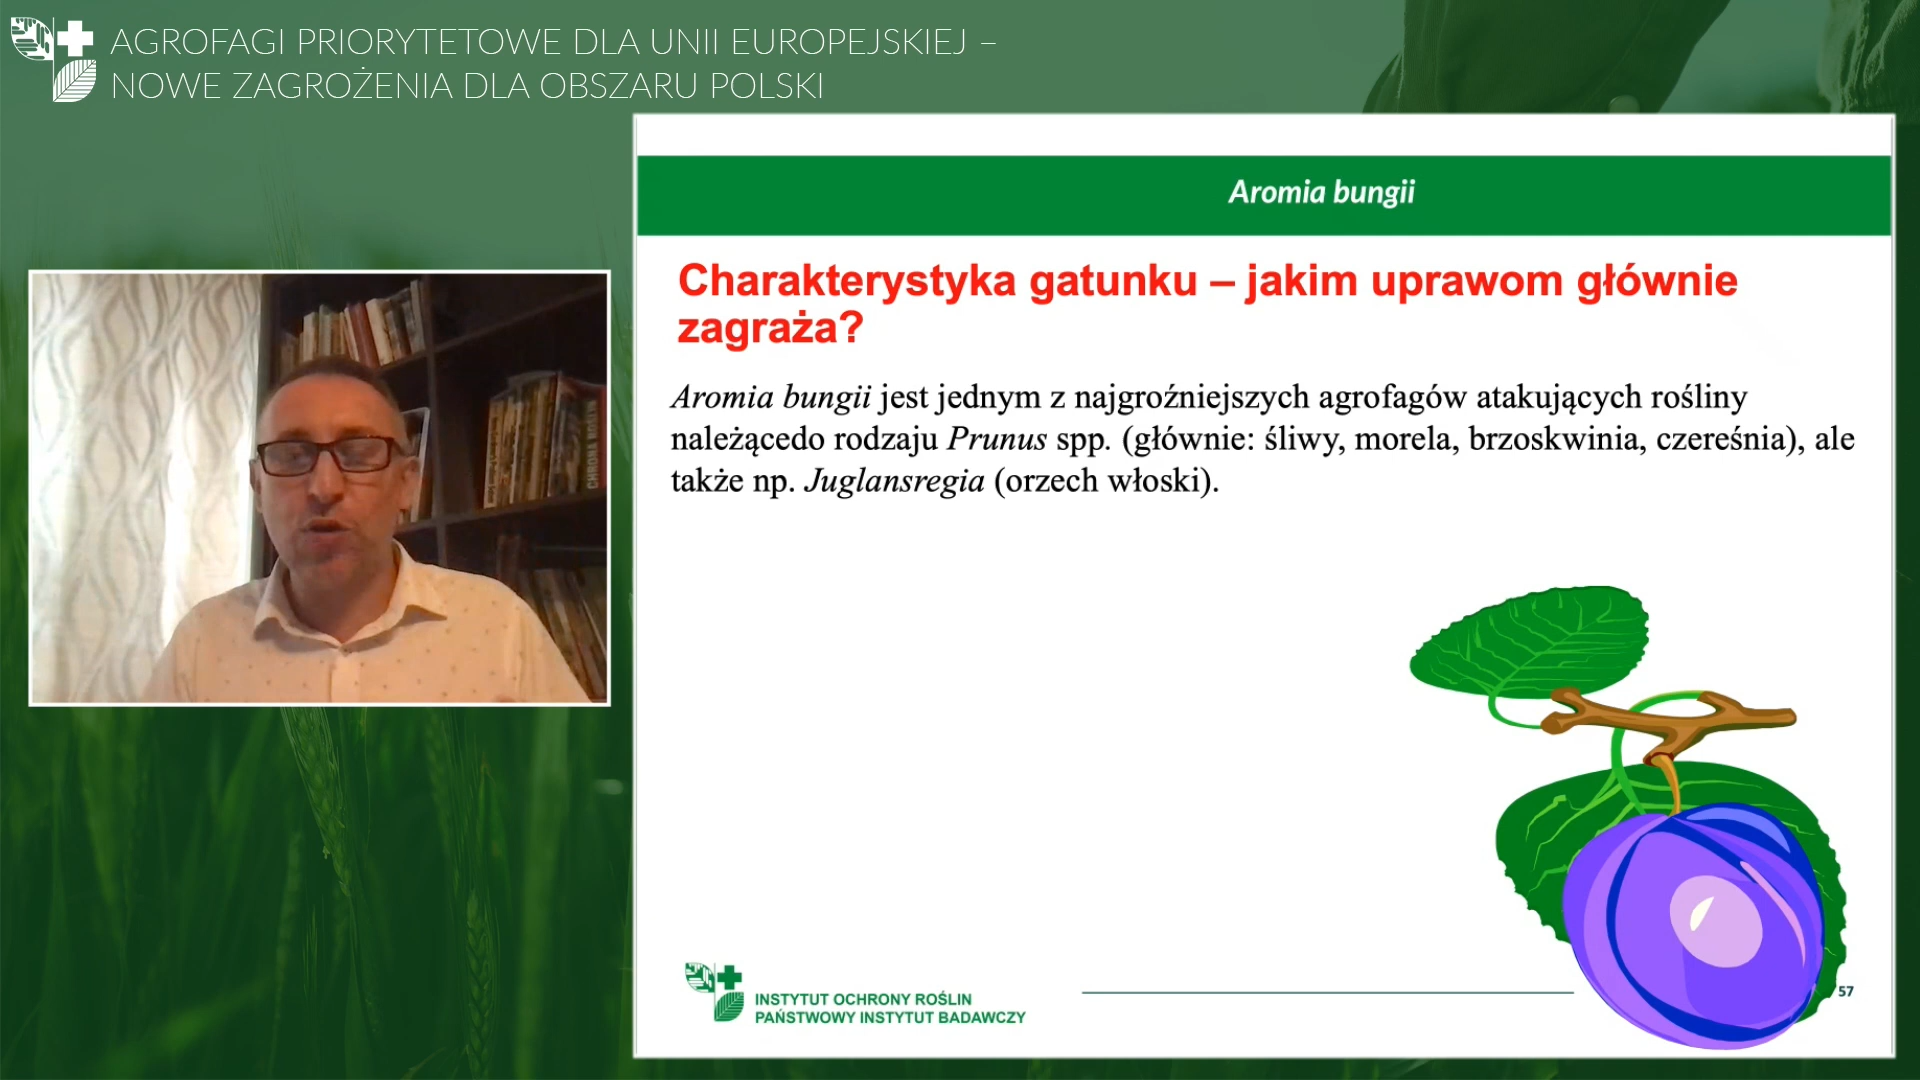 AGROFAGI PRIORYTETOWE DLA UNII EUROPEJSKIEJ –
NOWE ZAGROŻENIA DLA OBSZARU POLSKI
Aromia bungii
Charakterystyka gatunku – jakim uprawom głównie
zagraża?
Aromia bungii jest jednym z najgroźniejszych agrofagów atakujących rośliny
należącedo rodzaju Prunus spp. (głównie: śliwy, morela, brzoskwinia, czereśnia), ale
także np. Juglansregia (orzech włoski).
INSTYTUT OCHRONY ROŚLIN
PAŃSTWOWY INSTYTUT BADAWCZY
57